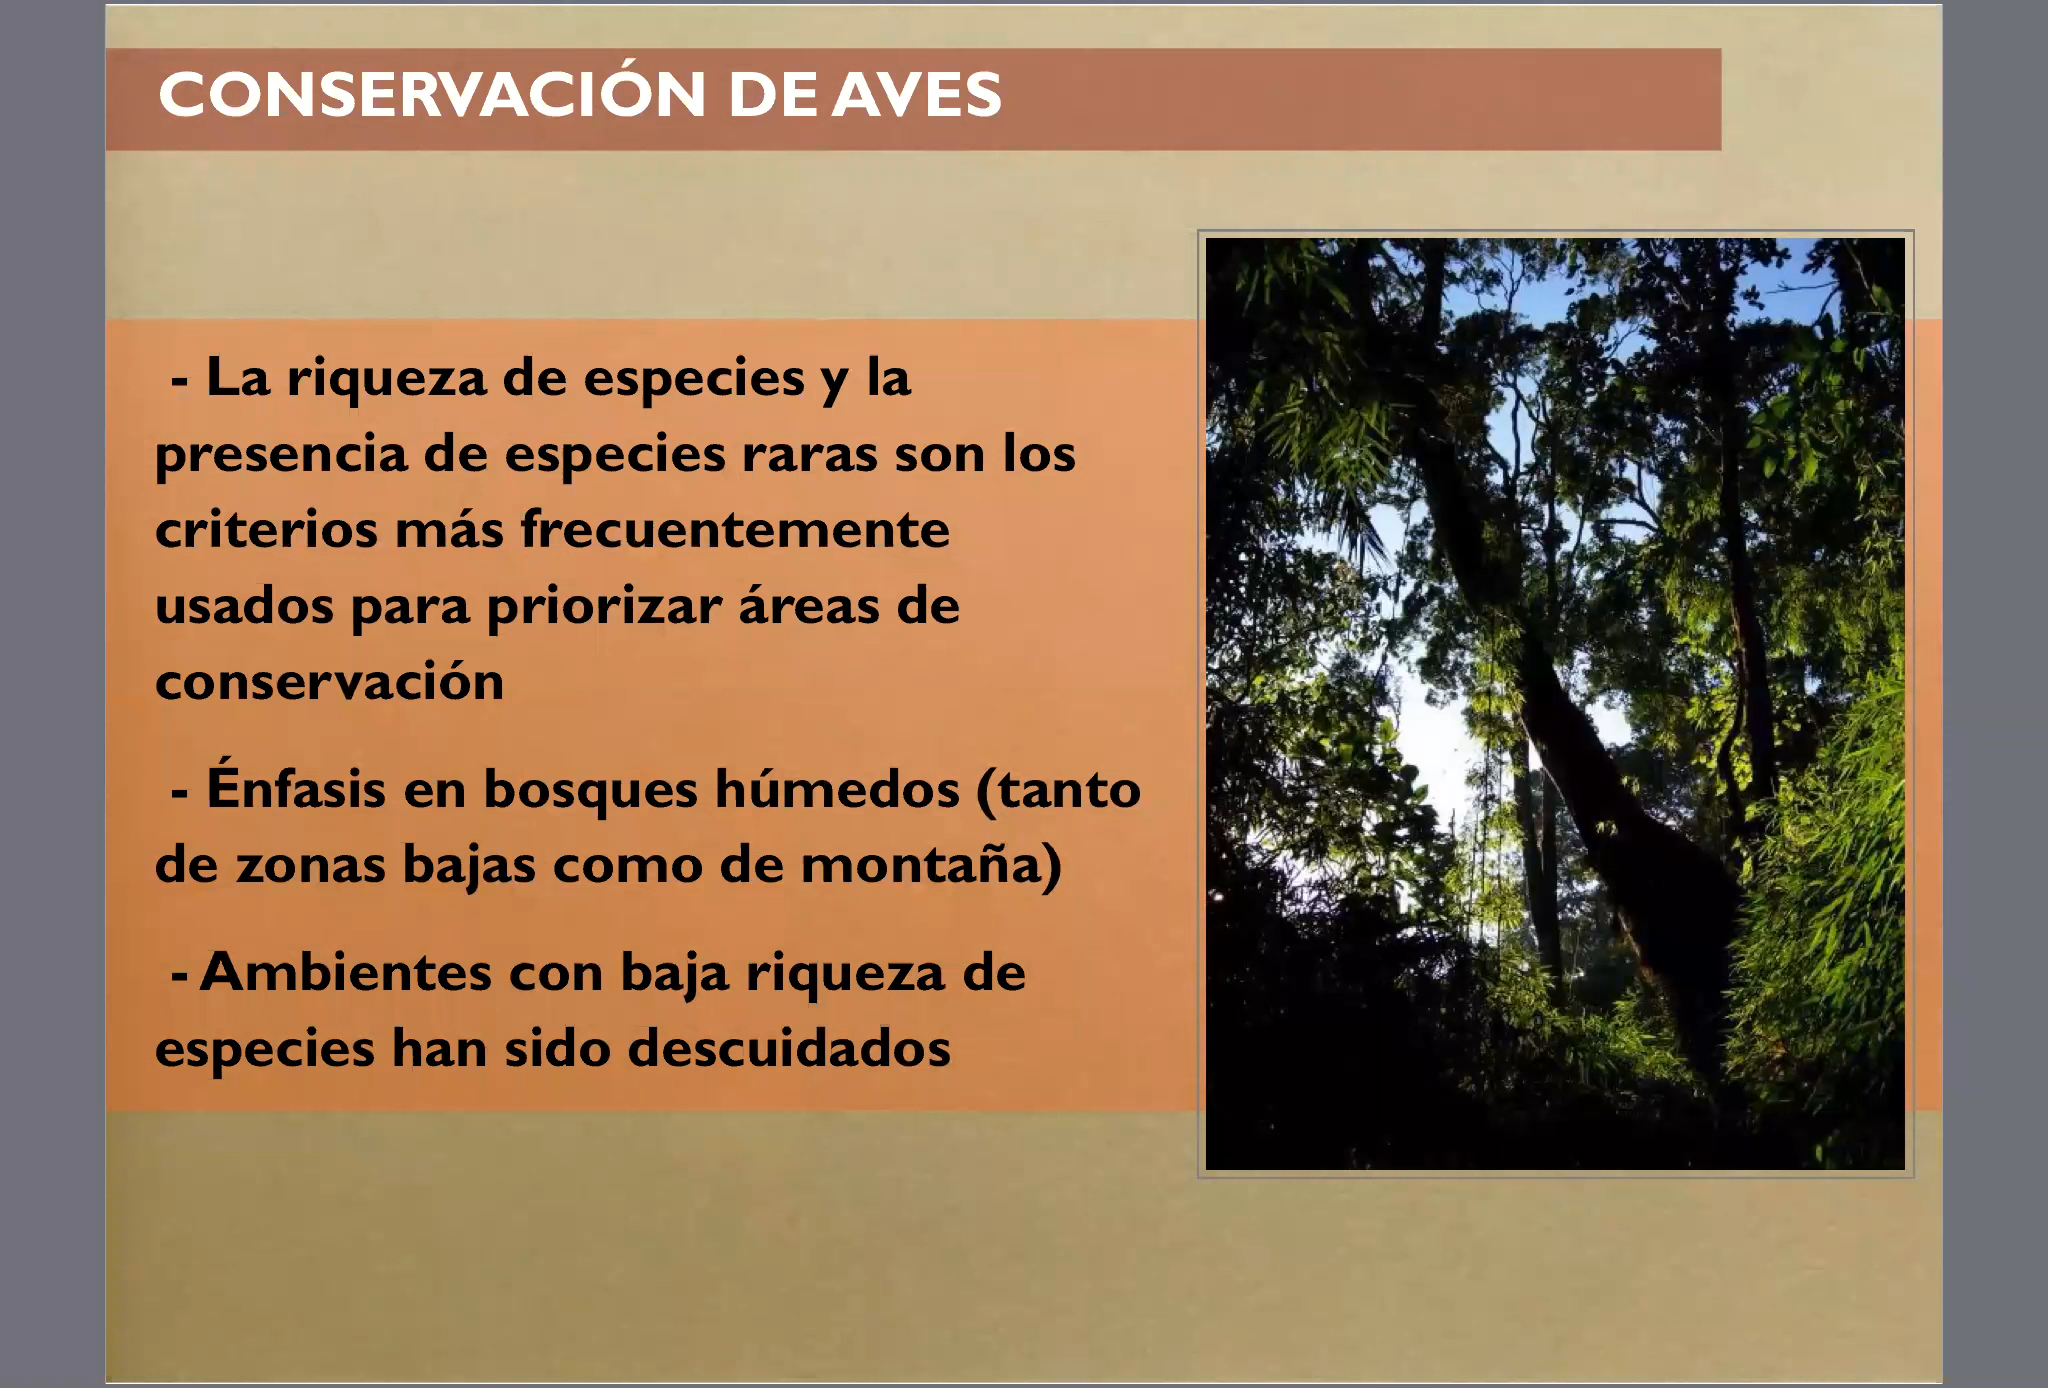 CONSERVACIÓN DE AVES
- La riqueza de especies y la
presencia de especies raras son los
criterios más frecuentemente
usados para priorizar áreas de
conservación
- Énfasis en bosques húmedos (tanto
de zonas bajas como de montaña)
- Ambientes con baja riqueza de
especies han sido descuidados